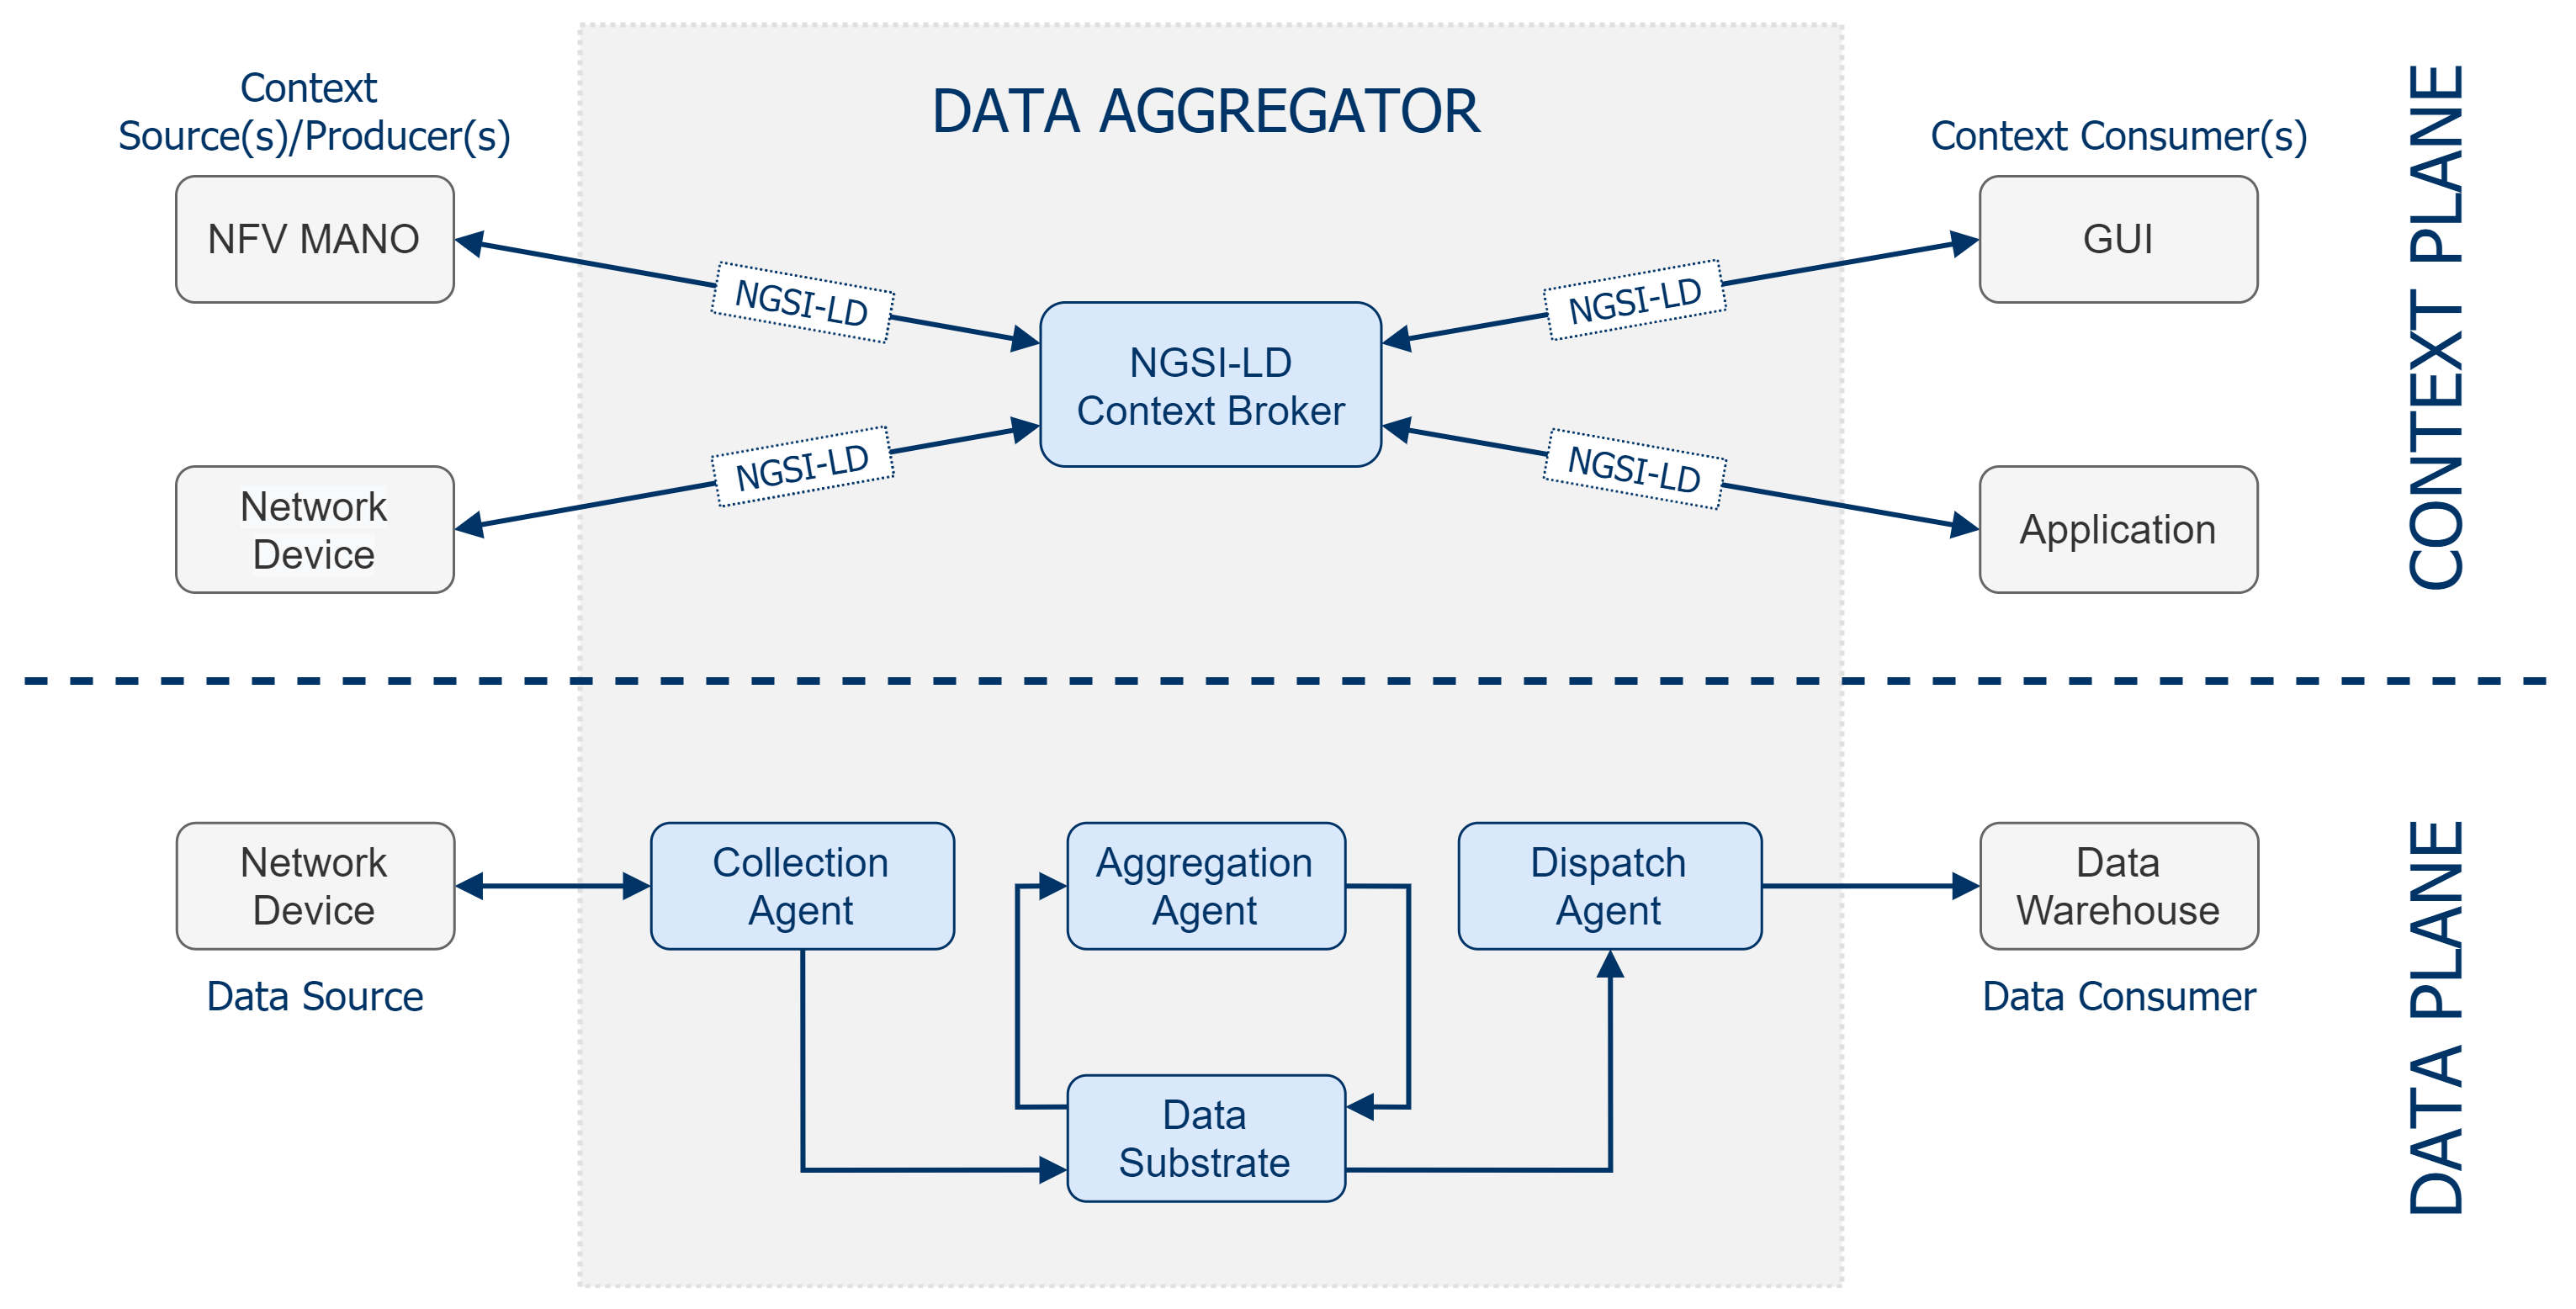 Context
Source(s)/Producer(s)
DATA AGGREGATOR
Context Consumer(s)
CONTEXT PLANE
NFV MANO
GUI
NGSI-LD
NGSI-LD
NGSI-LD
Context Broker
NGSI-LD
NGSI-LD
Network
Device
Application
Network
Device
Collection
Agent
Aggregation
Agent
Dispatch
Agent
Data
Warehouse
DATA PLANE
Data Source
Data Consumer
Data
Substrate